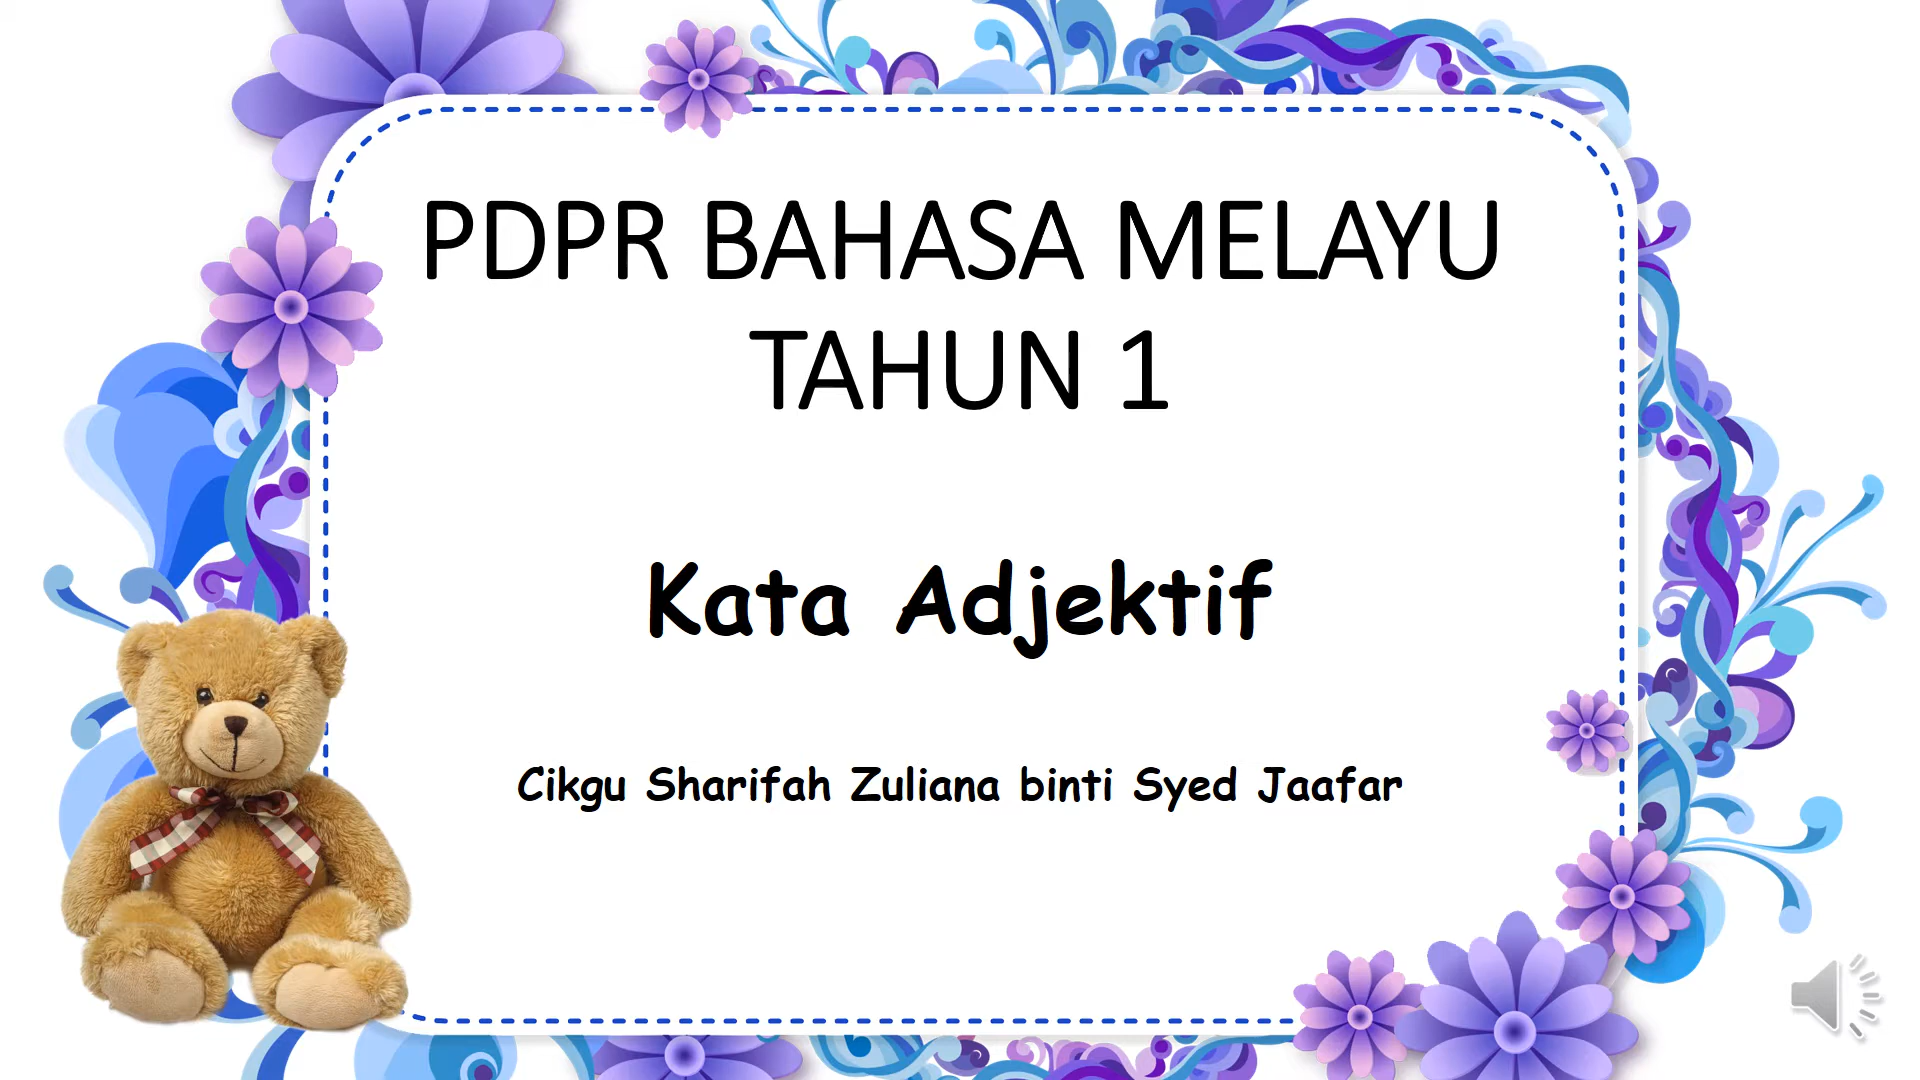 PDPR BAHASA MELAYU
TAHUN 1
Kata Adjektif
Cikgu Sharifah Zuliana binti Syed Jaafar